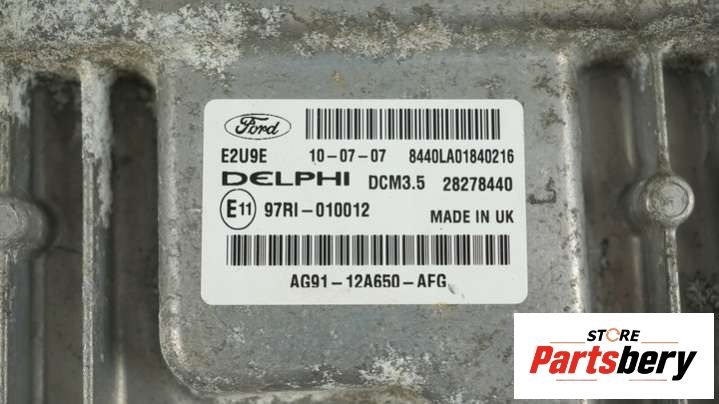 Ford
E2U9E 10-07-07 8440LA01840216
DELPHI DCM3.5 28278440
E11 97RI-010012 MADE IN UK
AG91-12A650-AFG
STORE
Partsbery